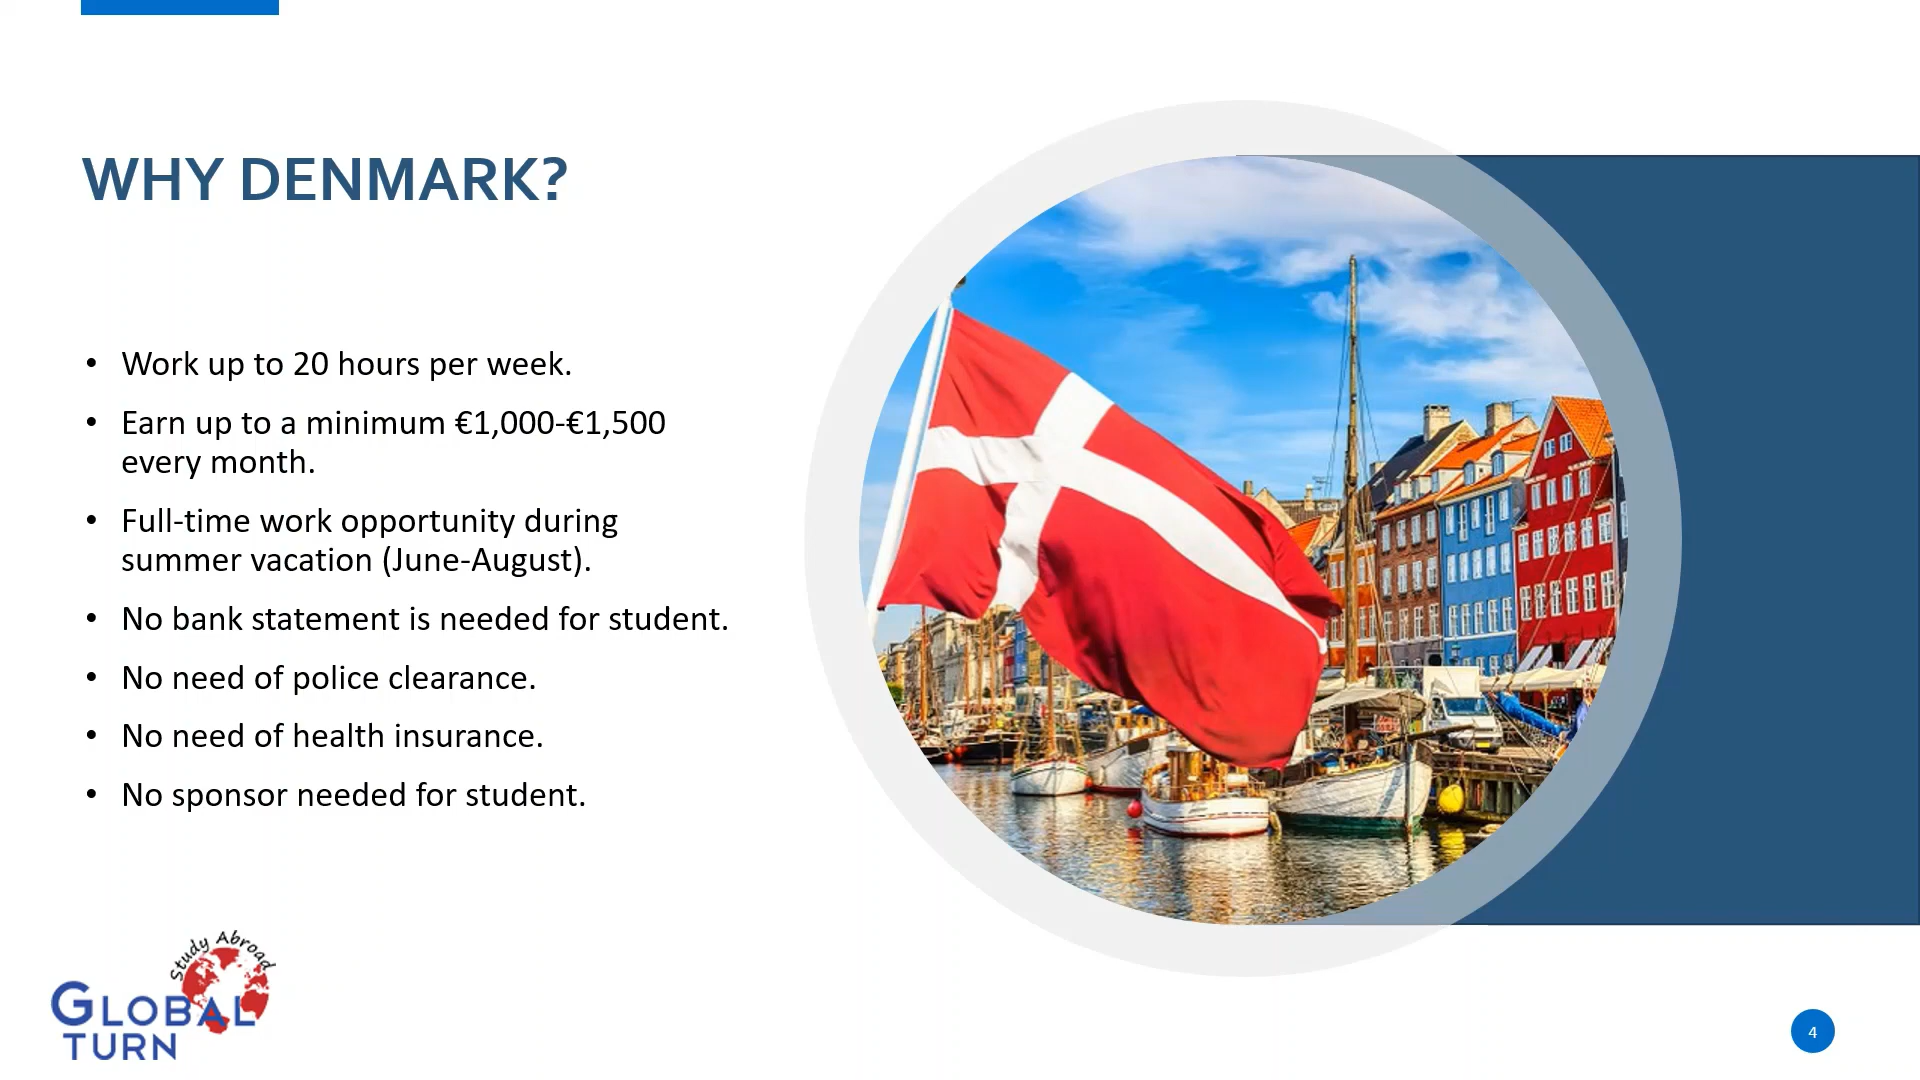 WHY DENMARK?
• Work up to 20 hours per week.
• Earn up to a minimum €1,000-€1,500
every month.
• Full-time work opportunity during
summer vacation (June-August).
• No bank statement is needed for student.
• No need of police clearance.
• No need of health insurance.
• No sponsor needed for student.
Study Abroad
GLOBAL
TURN
4